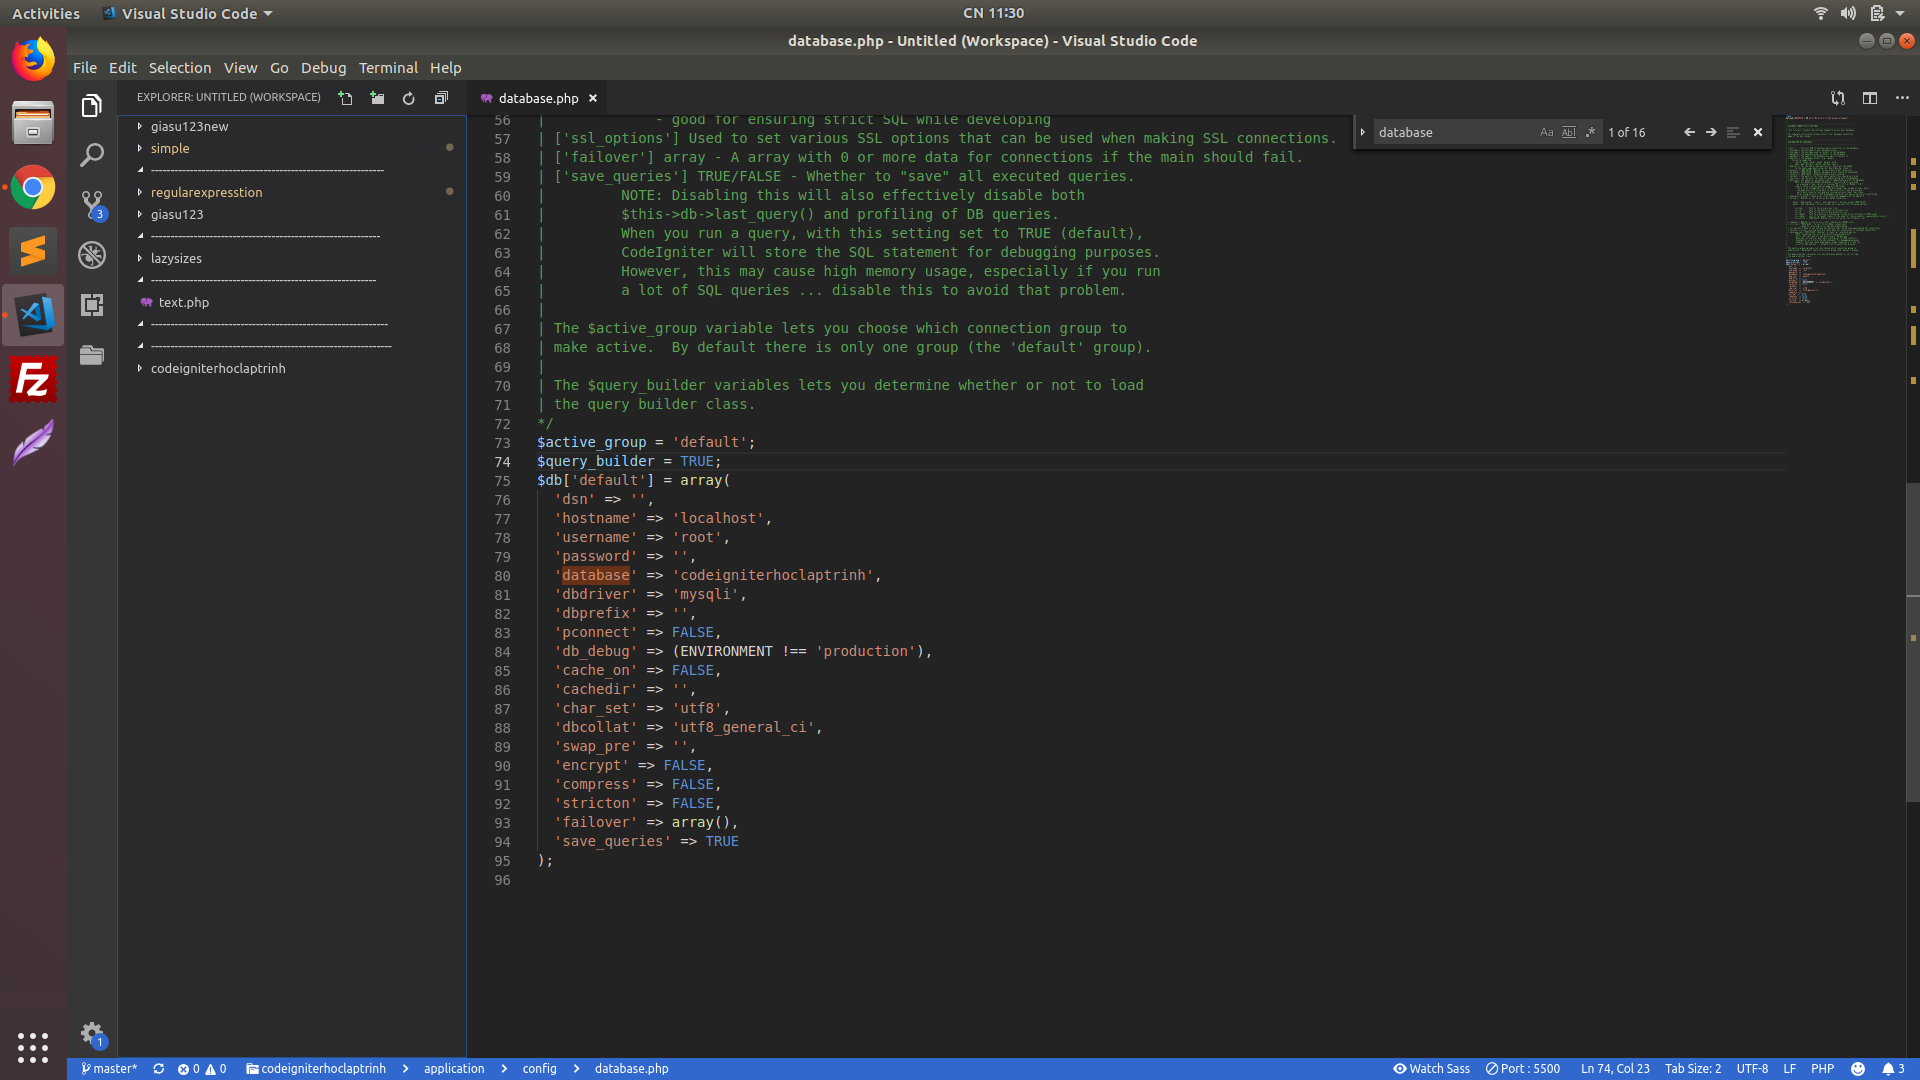 Activities
Visual Studio Code
CN 11:30
database.php - Untitled (Workspace) - Visual Studio Code
File Edit Selection View Go Debug Terminal Help
EXPLORER: UNTITLED (WORKSPACE)
giasu123new
simple
------------------------------------------------------------
regularexpresstion
giasu123
-----------------------------------------------------------
lazysizes
----------------------------------------------------------
text.php
-------------------------------------------------------------
--------------------------------------------------------------
codeigniterhoclaptrinh
3
1
database.php
database
Aa Abl .* 1 of 16
56 | - good for ensuring strict SQL while developing
57 | ['ssl_options'] Used to set various SSL options that can be used when making SSL connections.
58 | ['failover'] array - A array with 0 or more data for connections if the main should fail.
59 | ['save_queries'] TRUE/FALSE - Whether to "save" all executed queries.
60 | NOTE: Disabling this will also effectively disable both
61 | $this->db->last_query() and profiling of DB queries.
62 | When you run a query, with this setting set to TRUE (default),
63 | CodeIgniter will store the SQL statement for debugging purposes.
64 | However, this may cause high memory usage, especially if you run
65 | a lot of SQL queries ... disable this to avoid that problem.
66 |
67 | The $active_group variable lets you choose which connection group to
68 | make active.  By default there is only one group (the 'default' group).
69 |
70 | The $query_builder variables lets you determine whether or not to load
71 | the query builder class.
72 */
73 $active_group = 'default';
74 $query_builder = TRUE;
75 $db['default'] = array(
76 'dsn' => '',
77 'hostname' => 'localhost',
78 'username' => 'root',
79 'password' => '',
80 'database' => 'codeigniterhoclaptrinh',
81 'dbdriver' => 'mysqli',
82 'dbprefix' => '',
83 'pconnect' => FALSE,
84 'db_debug' => (ENVIRONMENT !== 'production'),
85 'cache_on' => FALSE,
86 'cachedir' => '',
87 'char_set' => 'utf8',
88 'dbcollat' => 'utf8_general_ci',
89 'swap_pre' => '',
90 'encrypt' => FALSE,
91 'compress' => FALSE,
92 'stricton' => FALSE,
93 'failover' => array(),
94 'save_queries' => TRUE
95 );
96
master* 0 0 codeigniterhoclaptrinh > application > config > database.php
Watch Sass Port : 5500 Ln 74, Col 23 Tab Size: 2 UTF-8 LF PHP 3